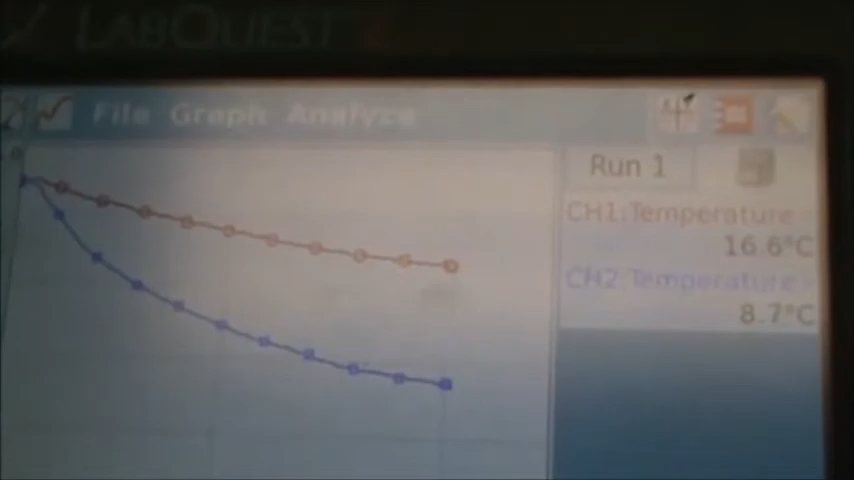 LABQUEST
File Graph Analyze
Run 1
CH1:Temperature
16.6°C
CH2:Temperature
8.7°C